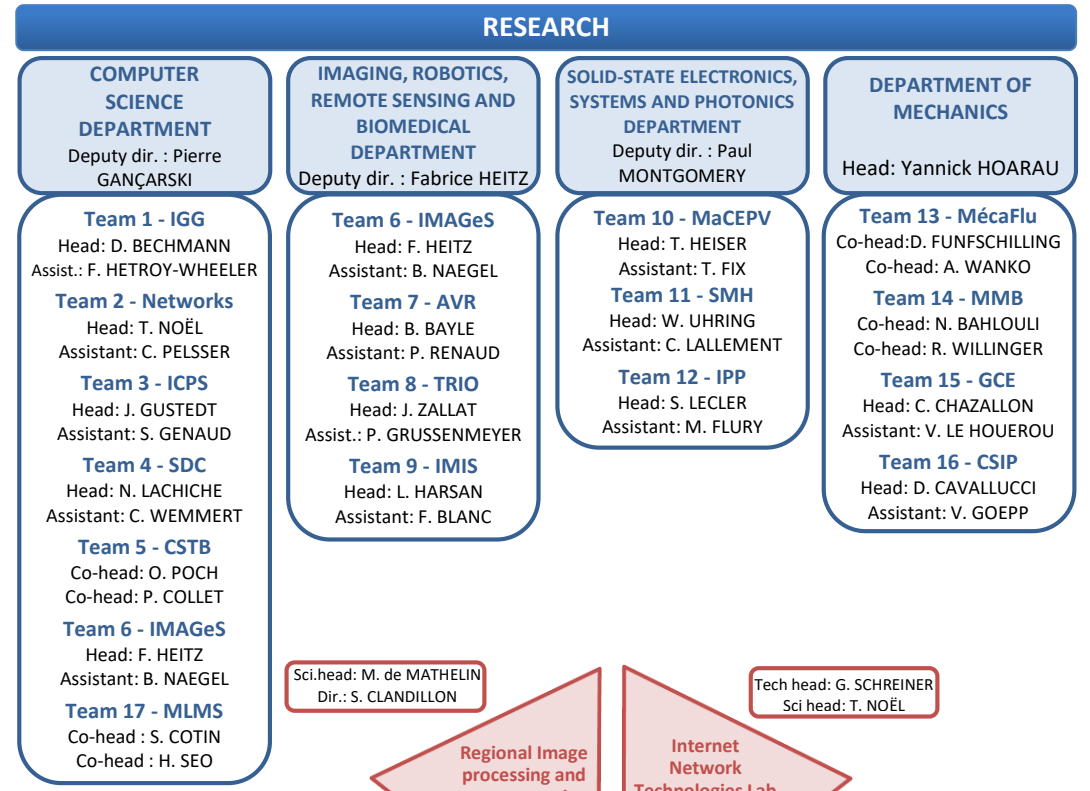 RESEARCH
COMPUTER
SCIENCE
DEPARTMENT
Deputy dir. : Pierre
GANÇARSKI
Team 1 - IGG
Head: D. BECHMANN
Assist.: F. HETROY-WHEELER
Team 2 - Networks
Head: T. NOËL
Assistant: C. PELSSER
Team 3 - ICPS
Head: J. GUSTEDT
Assistant: S. GENAUD
Team 4 - SDC
Head: N. LACHICHE
Assistant: C. WEMMERT
Team 5 - CSTB
Co-head: O. POCH
Co-head: P. COLLET
Team 6 - IMAGeS
Head: F. HEITZ
Assistant: B. NAEGEL
Team 17 - MLMS
Co-head : S. COTIN
Co-head : H. SEO
IMAGING, ROBOTICS,
REMOTE SENSING AND
BIOMEDICAL
DEPARTMENT
Deputy dir. : Fabrice HEITZ
Team 6 - IMAGeS
Head: F. HEITZ
Assistant: B. NAEGEL
Team 7 - AVR
Head: B. BAYLE
Assistant: P. RENAUD
Team 8 - TRIO
Head: J. ZALLAT
Assist.: P. GRUSSENMEYER
Team 9 - IMIS
Head: L. HARSAN
Assistant: F. BLANC
SOLID-STATE ELECTRONICS,
SYSTEMS AND PHOTONICS
DEPARTMENT
Deputy dir. : Paul
MONTGOMERY
Team 10 - MaCEPV
Head: T. HEISER
Assistant: T. FIX
Team 11 - SMH
Head: W. UHRING
Assistant: C. LALLEMENT
Team 12 - IPP
Head: S. LECLER
Assistant: M. FLURY
DEPARTMENT OF
MECHANICS
Head: Yannick HOARAU
Team 13 - MécaFlu
Co-head:D. FUNFSCHILLING
Co-head: A. WANKO
Team 14 - MMB
Co-head: N. BAHLOULI
Co-head: R. WILLINGER
Team 15 - GCE
Head: C. CHAZALLON
Assistant: V. LE HOUEROU
Team 16 - CSIP
Head: D. CAVALLUCCI
Assistant: V. GOEPP
Sci.head: M. de MATHELIN
Dir.: S. CLANDILLON
Regional Image
processing and
Tech head: G. SCHREINER
Sci head: T. NOËL
Internet
Network
Technologies Lab